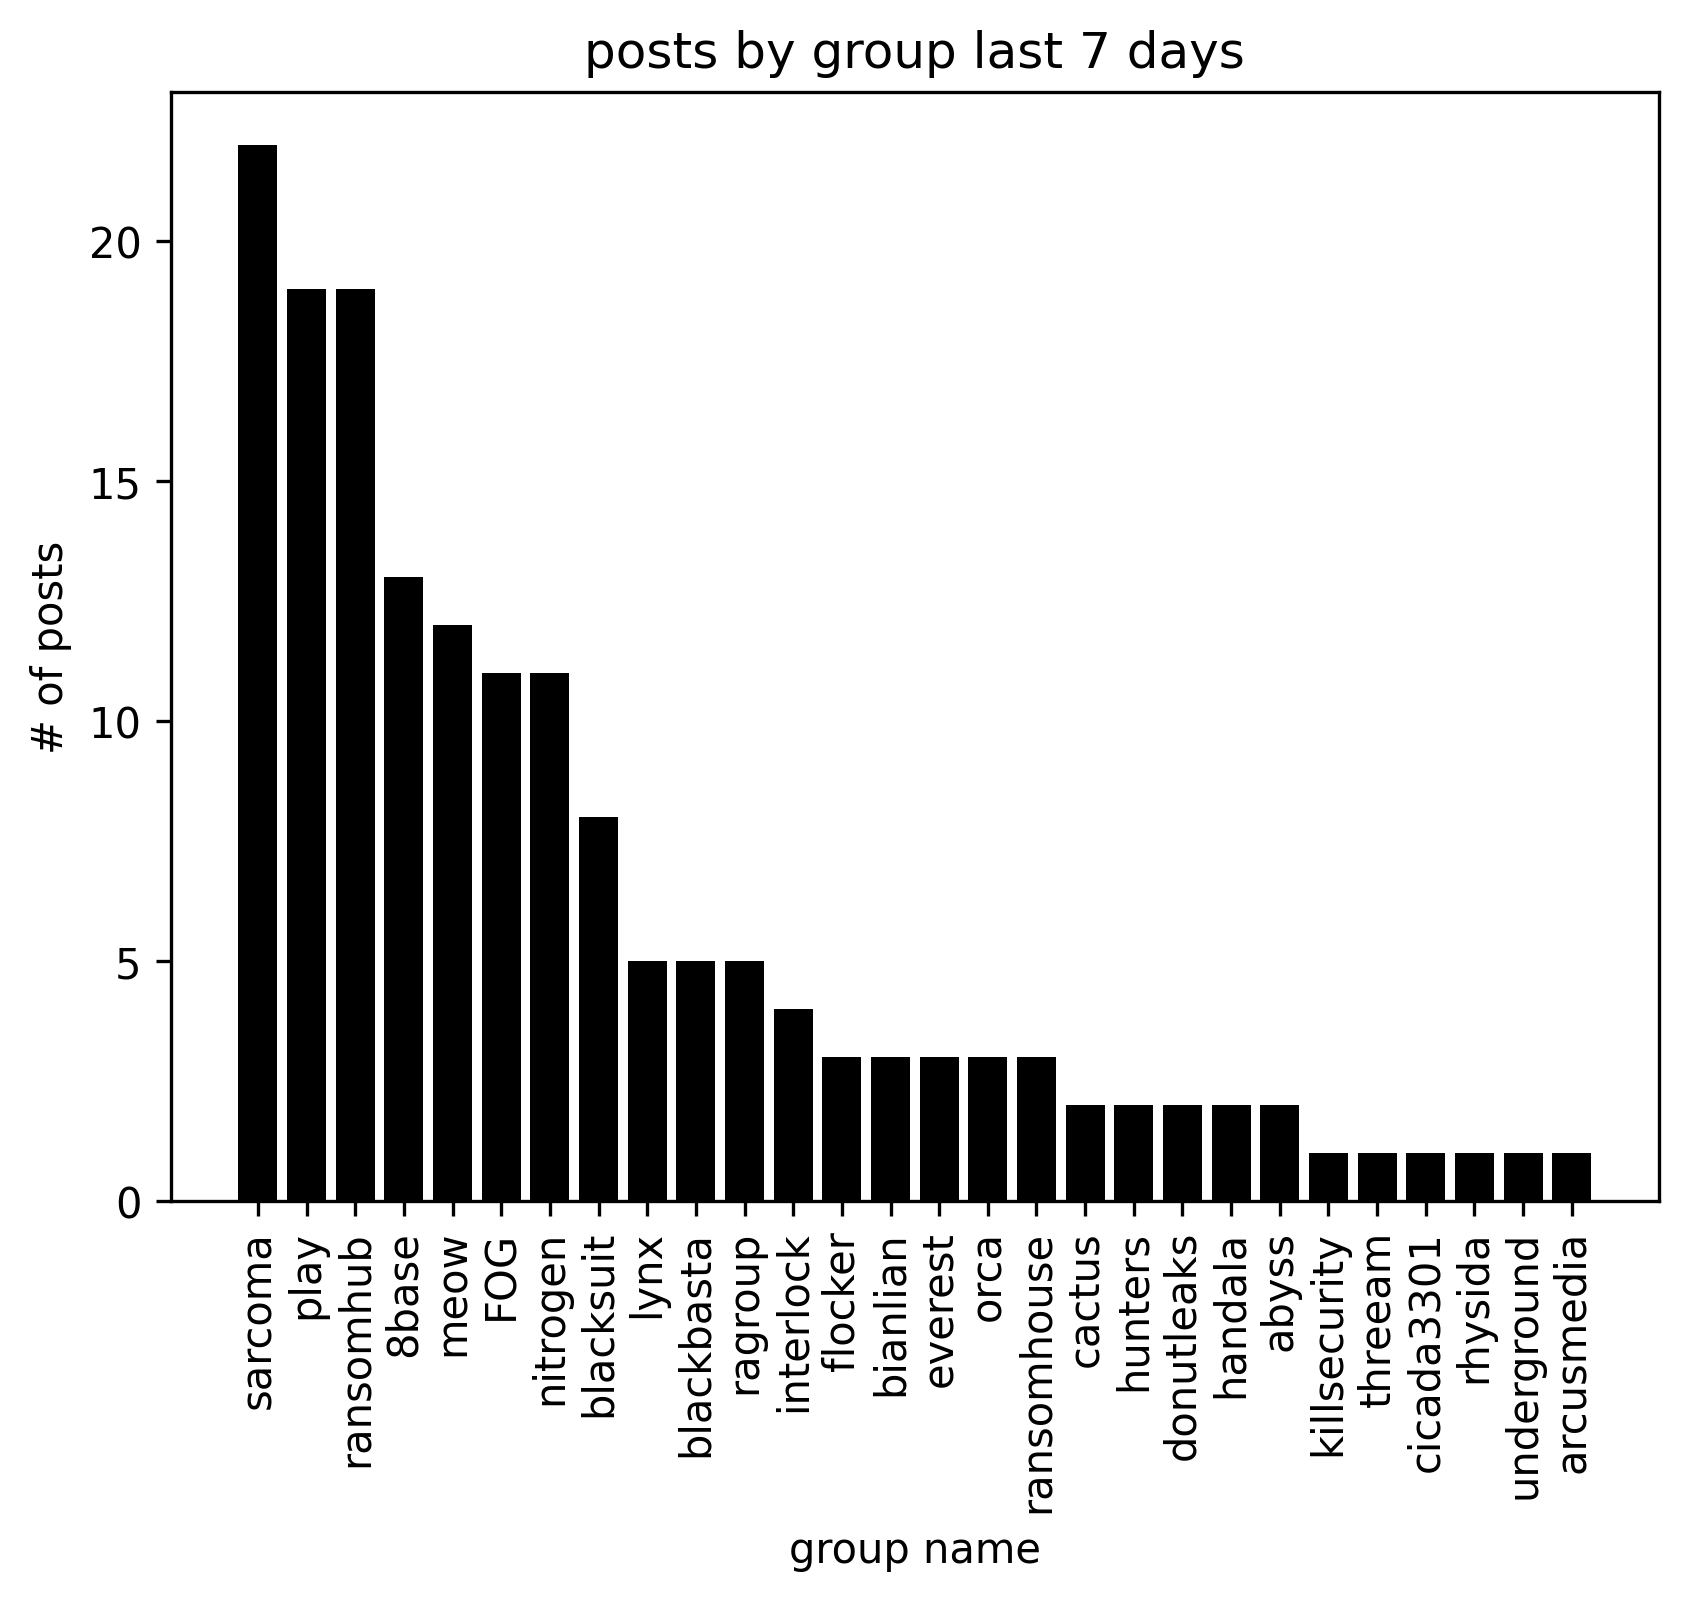 posts by group last 7 days
# of posts
20
15
10
5
0
sarcoma
play
ransomhub
8base
meow
FOG
nitrogen
blacksuit
lynx
blackbasta
ragroup
interlock
flocker
bianlian
everest
orca
ransomhouse
cactus
hunters
donutleaks
handala
abyss
killsecurity
threeam
cicada3301
rhysida
underground
arcusmedia
group name